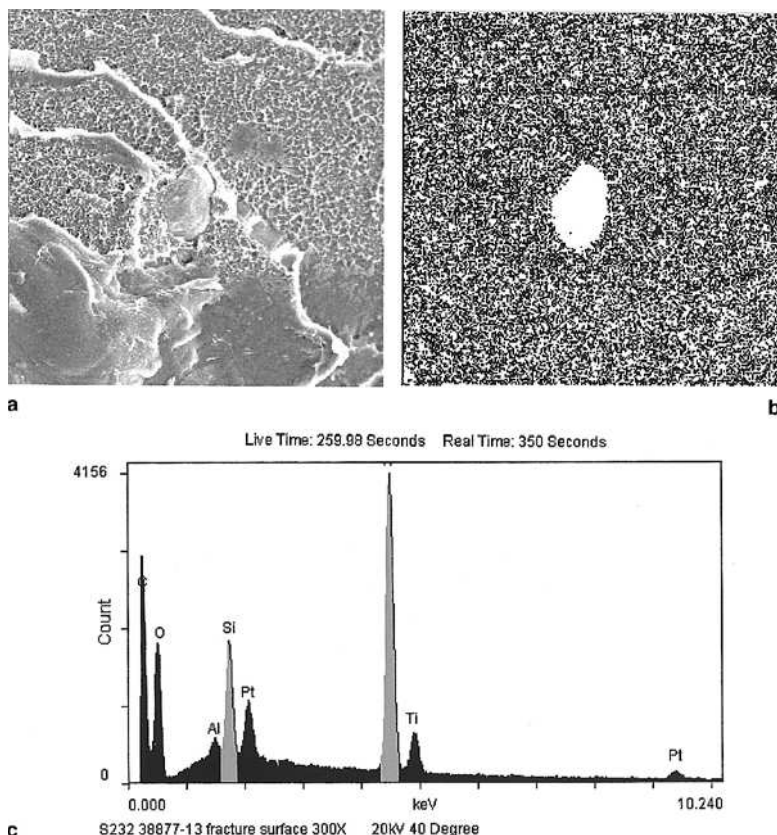 a
b
Live Time: 259.98 Seconds Real Time: 350 Seconds
4156
Count
C
O
Al
Si
Pt
Ti
Pt
0
0.000 keV 10.240
c S232 38877-13 fracture surface 300X 20kV 40 Degree